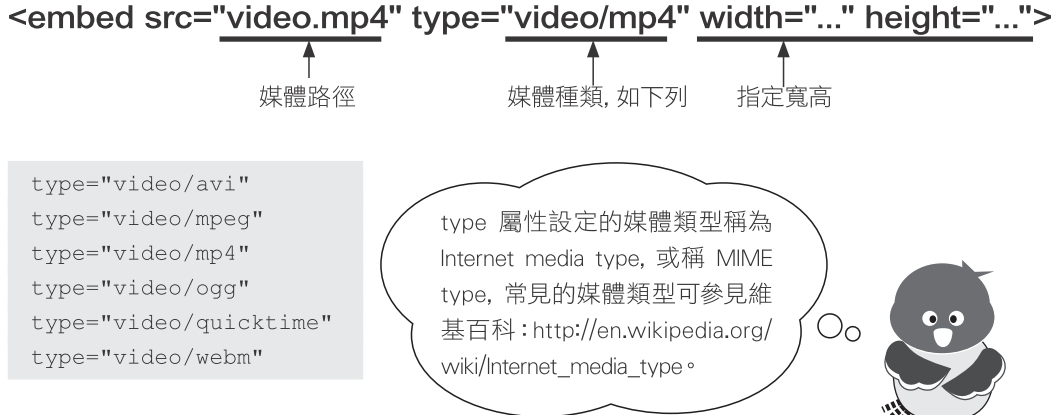 <embed src="video.mp4" type="video/mp4" width="..." height="...">
媒體路徑
媒體種類, 如下列
指定寬高
type="video/avi"
type="video/mpeg"
type="video/mp4"
type="video/ogg"
type="video/quicktime"
type="video/webm"
type 屬性設定的媒體類型稱為
Internet media type, 或稱 MIME
type, 常見的媒體類型可參見維
基百科：http://en.wikipedia.org/
wiki/Internet_media_type。